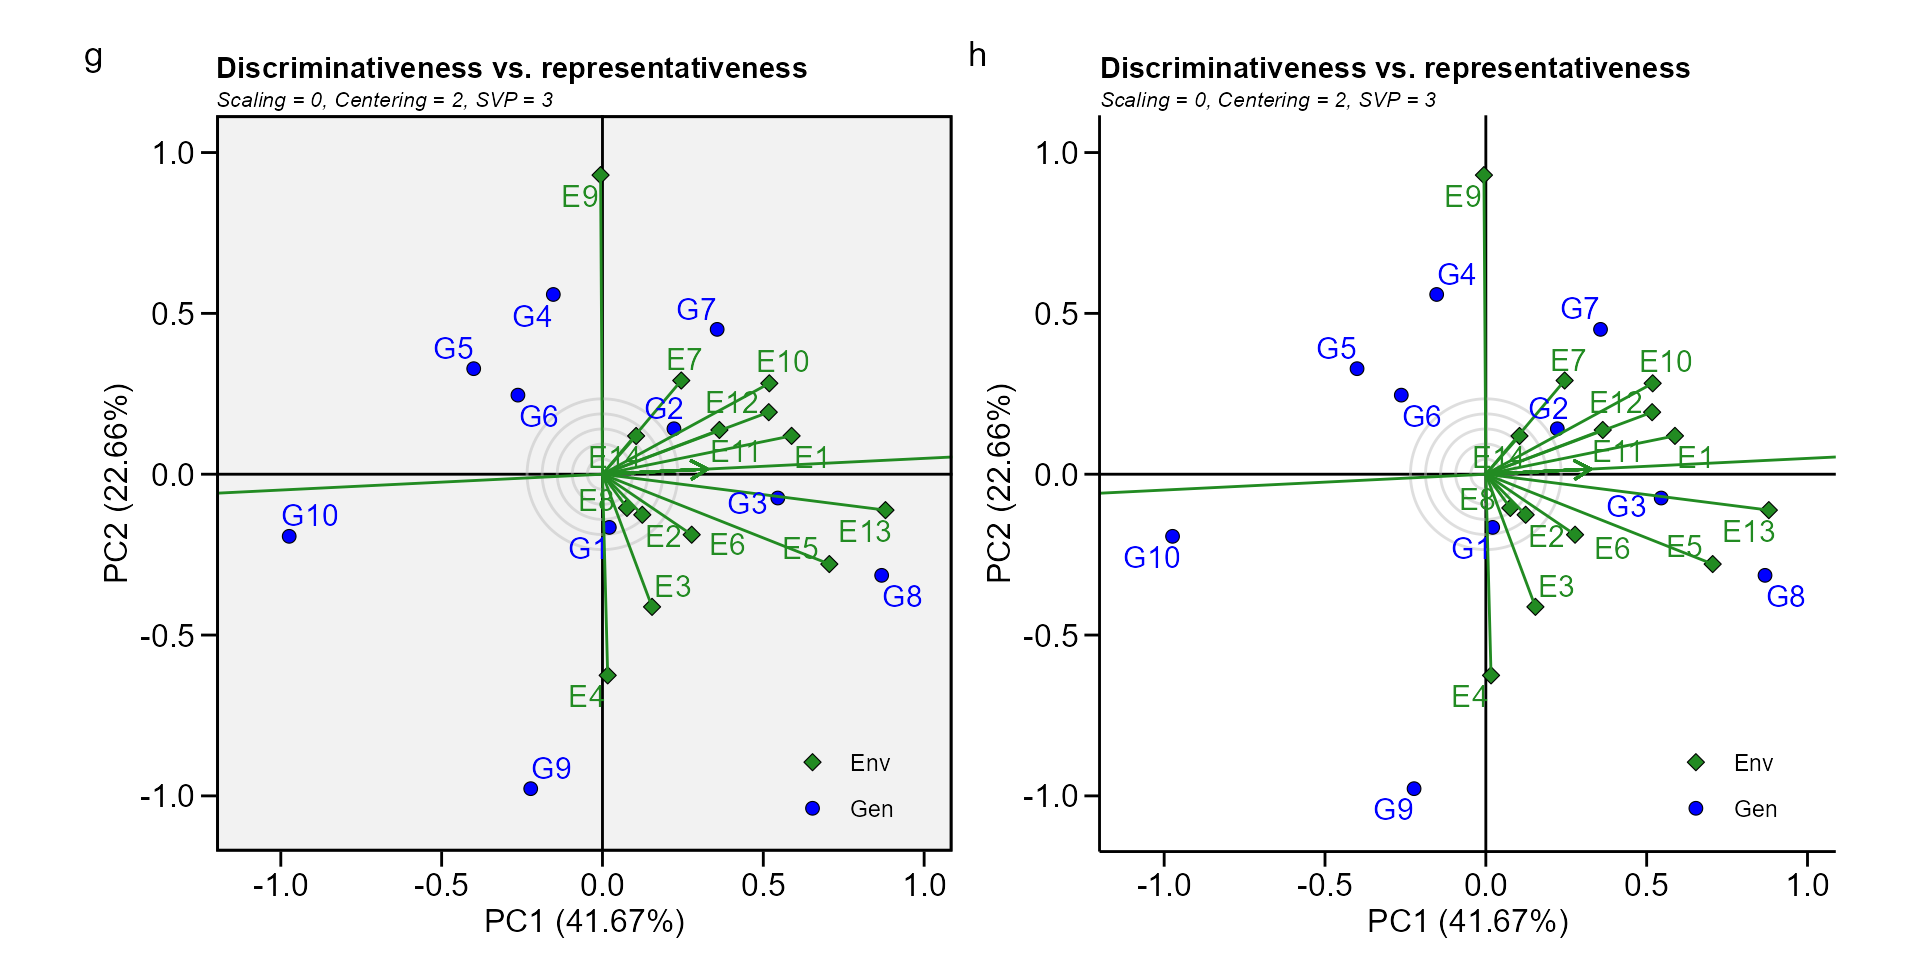 g
Discriminativeness vs. representativeness
Scaling = 0, Centering = 2, SVP = 3
1.0
0.5
0.0
-0.5
-1.0
PC2 (22.66%)
E9
G4
G7
G5
E7
E10
G6
G2
E12
E14
E11
E1
E8
G3
G10
E13
G1
E2
E6
E5
E3
G8
E4
G9
Env
Gen
-1.0
-0.5
0.0
0.5
1.0
PC1 (41.67%)
h
Discriminativeness vs. representativeness
Scaling = 0, Centering = 2, SVP = 3
1.0
0.5
0.0
-0.5
-1.0
PC2 (22.66%)
E9
G4
G7
G5
E7
E10
G6
G2
E12
E14
E11
E1
E8
G3
E13
G10
G1
E2
E6
E5
E3
G8
E4
G9
Env
Gen
-1.0
-0.5
0.0
0.5
1.0
PC1 (41.67%)